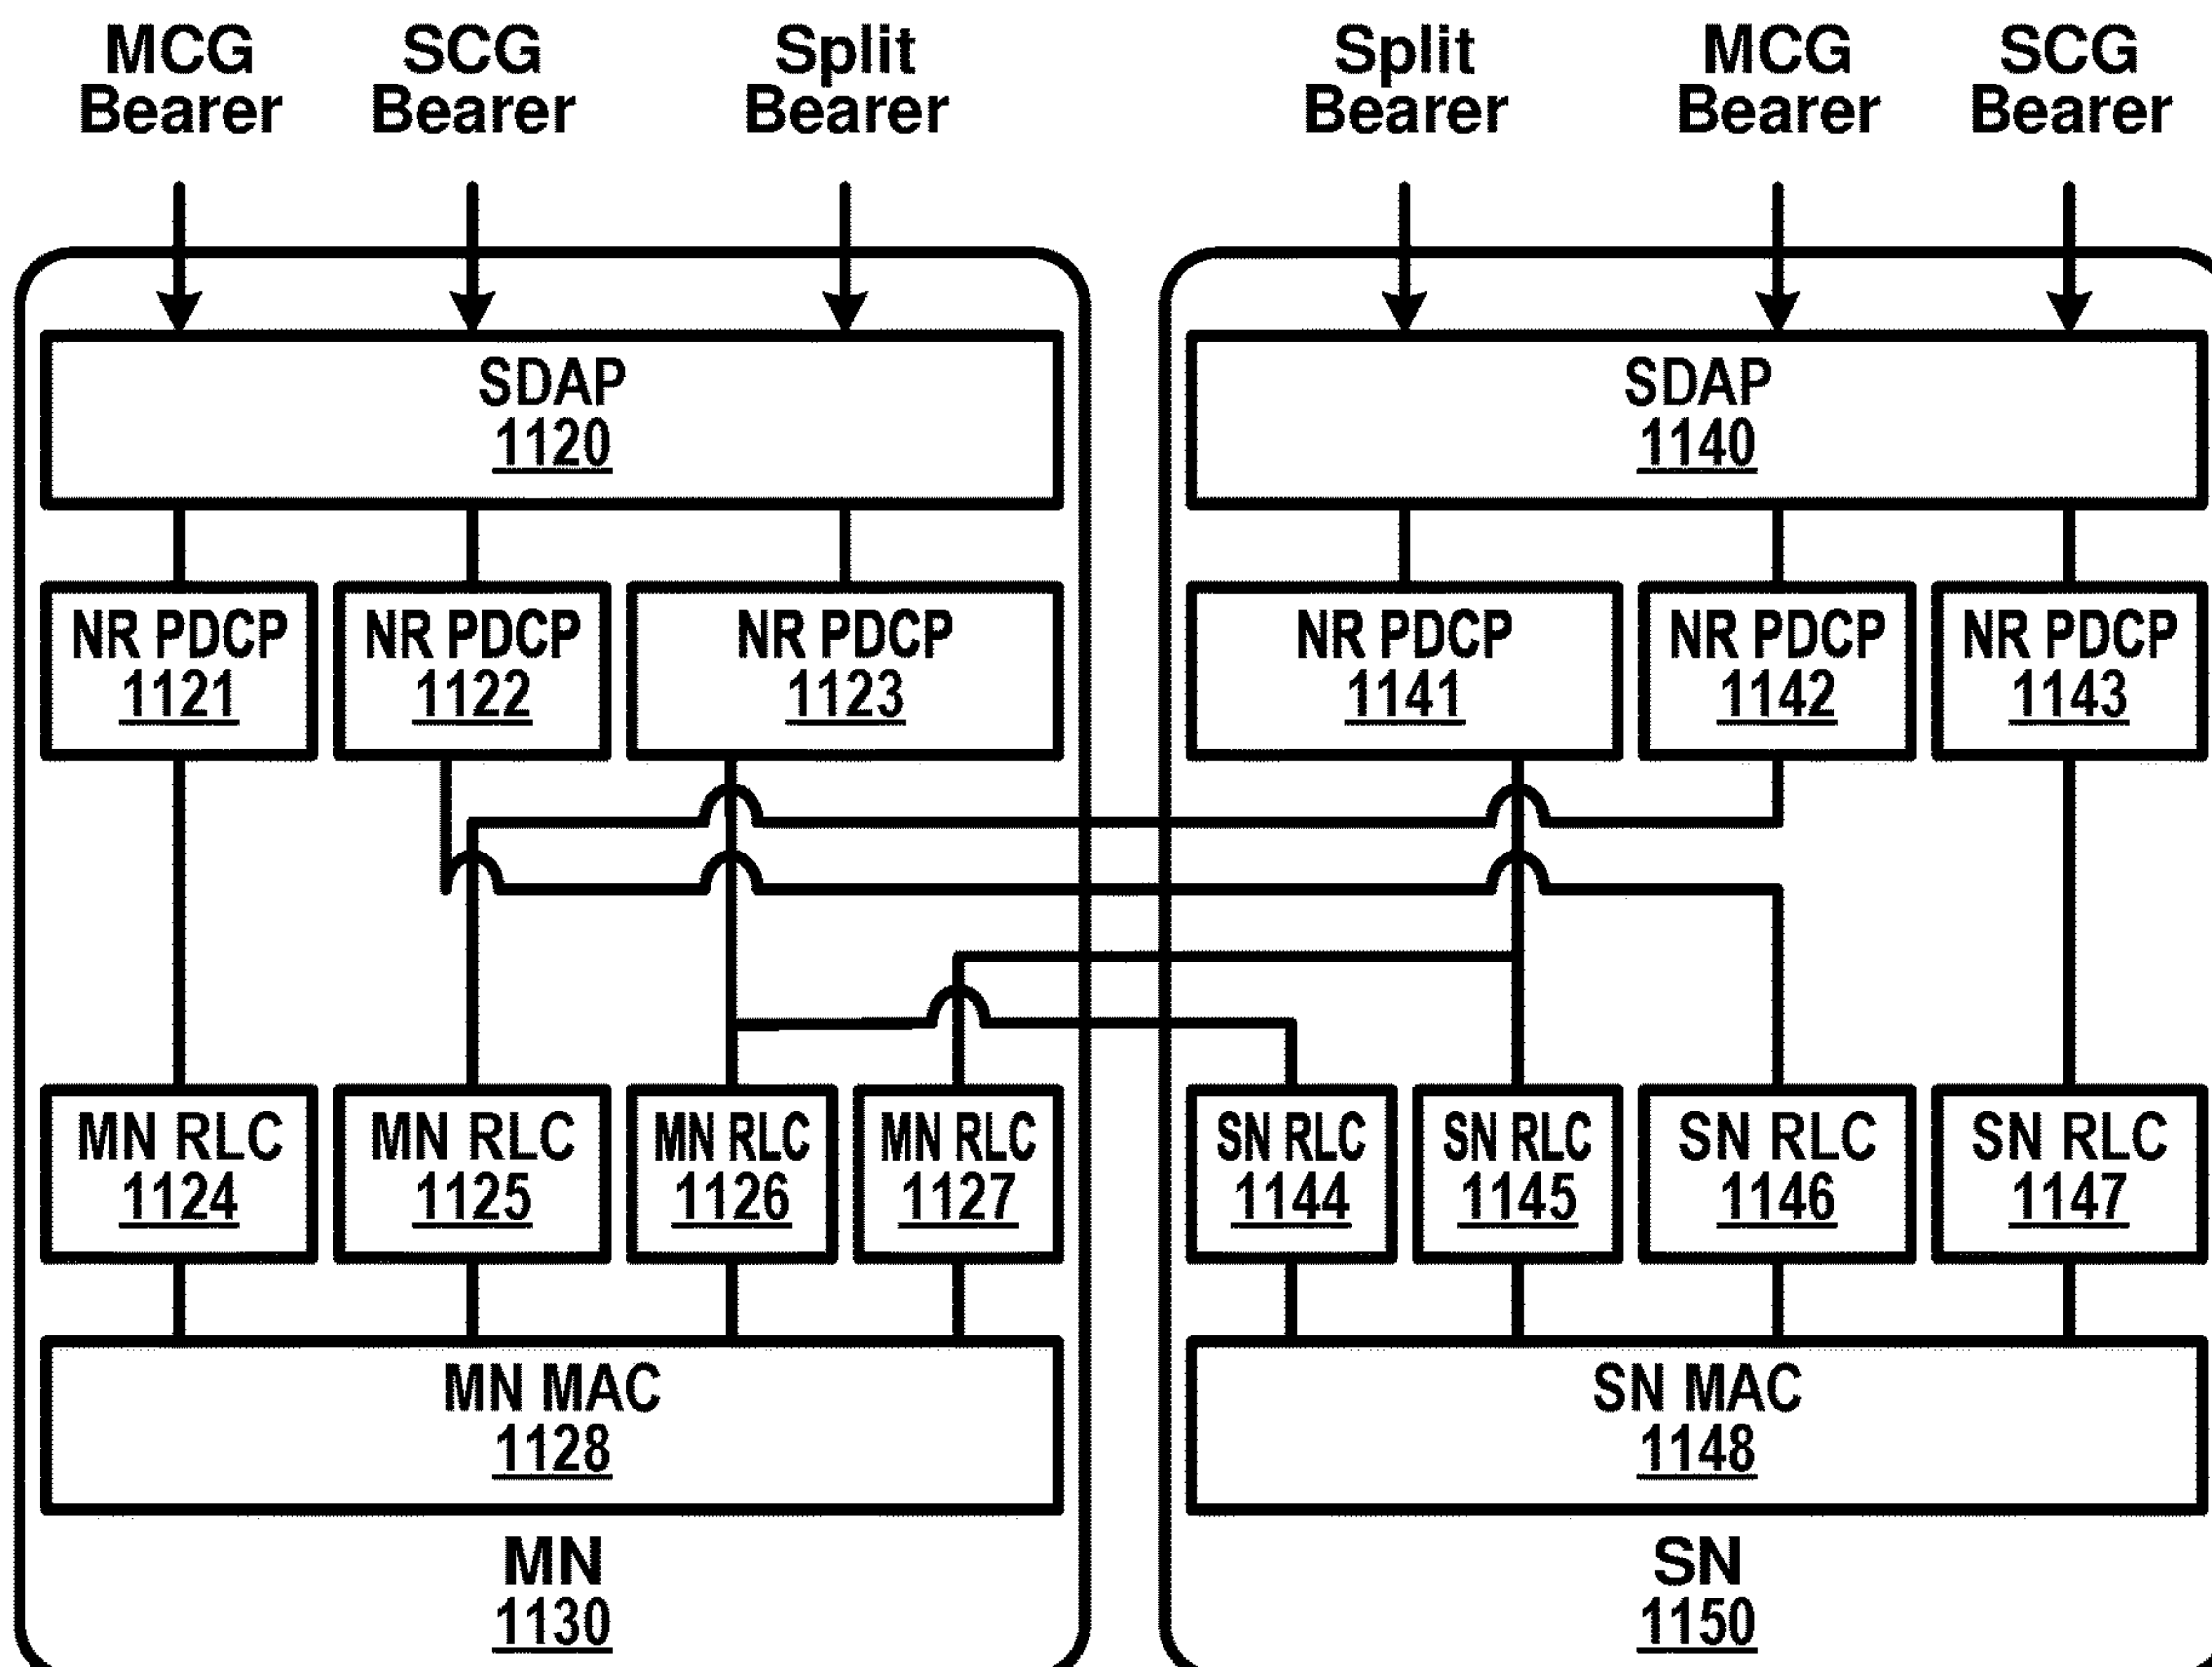 MCG
Bearer
SCG
Bearer
Split
Bearer
Split
Bearer
MCG
Bearer
SCG
Bearer
SDAP
1120
SDAP
1140
NR PDCP
1121
NR PDCP
1122
NR PDCP
1123
NR PDCP
1141
NR PDCP
1142
NR PDCP
1143
MN RLC
1124
MN RLC
1125
MN RLC
1126
MN RLC
1127
SN RLC
1144
SN RLC
1145
SN RLC
1146
SN RLC
1147
MN MAC
1128
SN MAC
1148
MN
1130
SN
1150